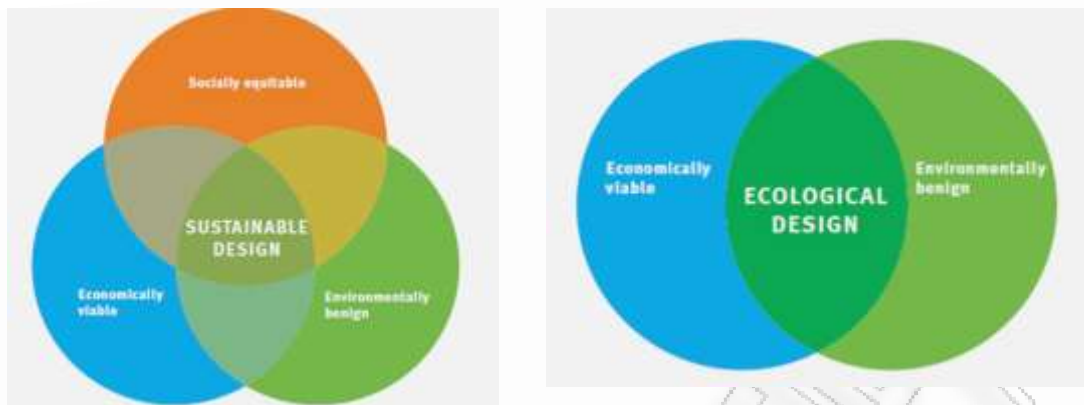 Socially equitable
SUSTAINABLE
DESIGN
Economically
viable
Environmentally
benign
Economically
viable
ECOLOGICAL
DESIGN
Environmentally
benign